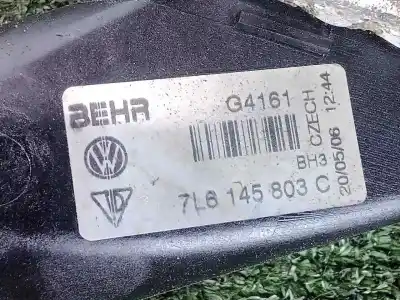 BEHR G4161
BH3 CZECH
20/05/06 12:44
7L6 145 803 C